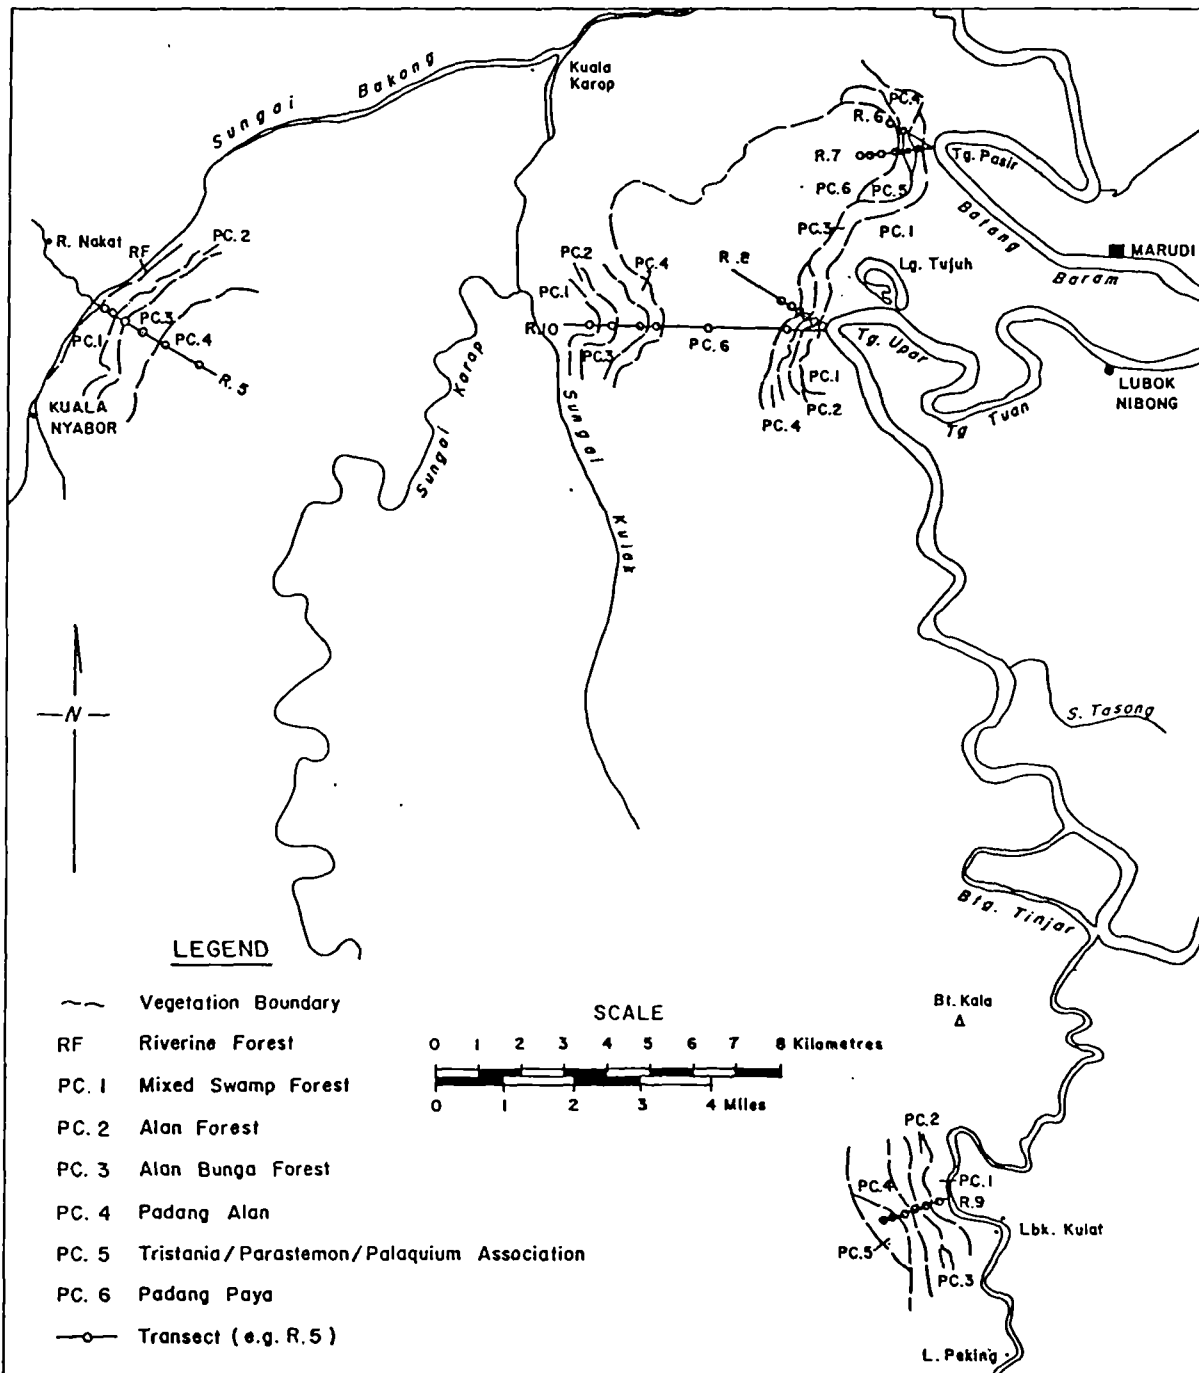 Sungai Bakong
Kuala
Karop
PC.4
R.6
R.7
Tg. Pasir
PC.6
PC.5
PC.3
PC.1
Batang
Baram
MARUDI
R. Nakat
RF
PC.2
PC.1
PC.3
PC.4
R.5
KUALA
NYABOR
PC.2
PC.1
PC.4
R.10
PC.3
PC.6
R.8
Lg. Tujuh
Tg. Upar
PC.1
PC.2
PC.4
Tg Tuan
LUBOK
NIBONG
Sungai Karap
Sungai Kulak
N
S. Tasong
Btg. Tinjar
Bt. Kala
LEGEND
Vegetation Boundary
RF Riverine Forest
PC. 1 Mixed Swamp Forest
PC. 2 Alan Forest
PC. 3 Alan Bunga Forest
PC. 4 Padang Alan
PC. 5 Tristania/Parastemon/Palaquium Association
PC. 6 Padang Paya
Transect (e.g. R.5)
SCALE
0 1 2 3 4 5 6 7 8 Kilometres
0 1 2 3 4 Miles
PC.2
PC.4
PC.1
R.9
Lbk. Kulat
PC.5
PC.3
L. Peking